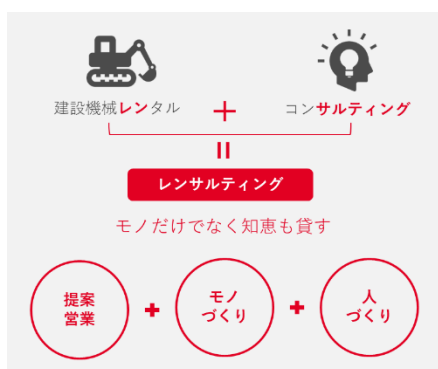 建設機械レンタル + コンサルティング
=
レンサルティング
モノだけでなく知恵も貸す
提案営業 + モノづくり + 人づくり